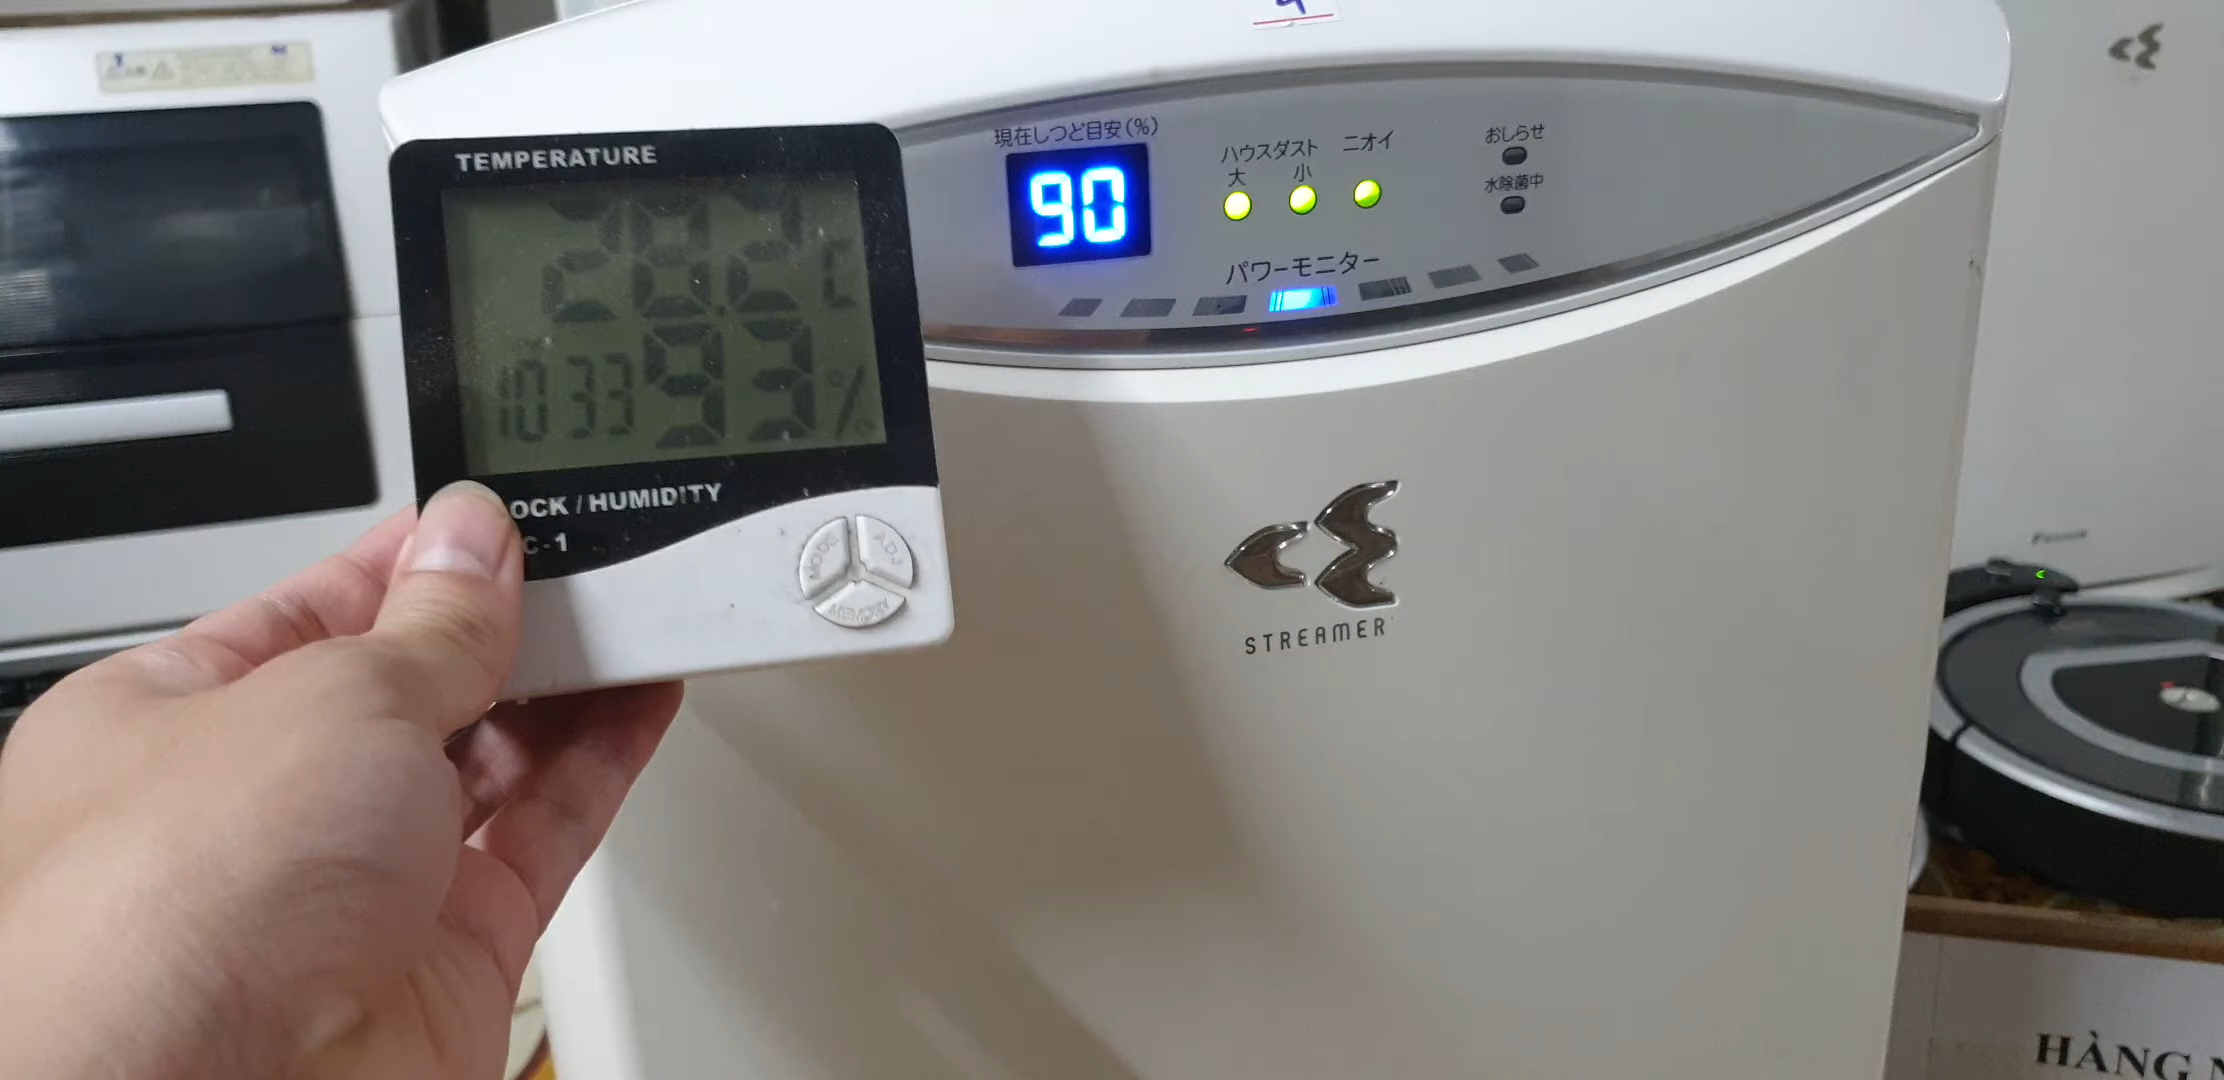 TEMPERATURE
28.2 C
10 33 93 %
OCK / HUMIDITY
C-1
MODE
ADJ
MEMORY
現在しつど目安(%)
90
ハウスダスト
ニオイ
大
小
おしらせ
水除菌中
パワーモニター
STREAMER
HÀNG